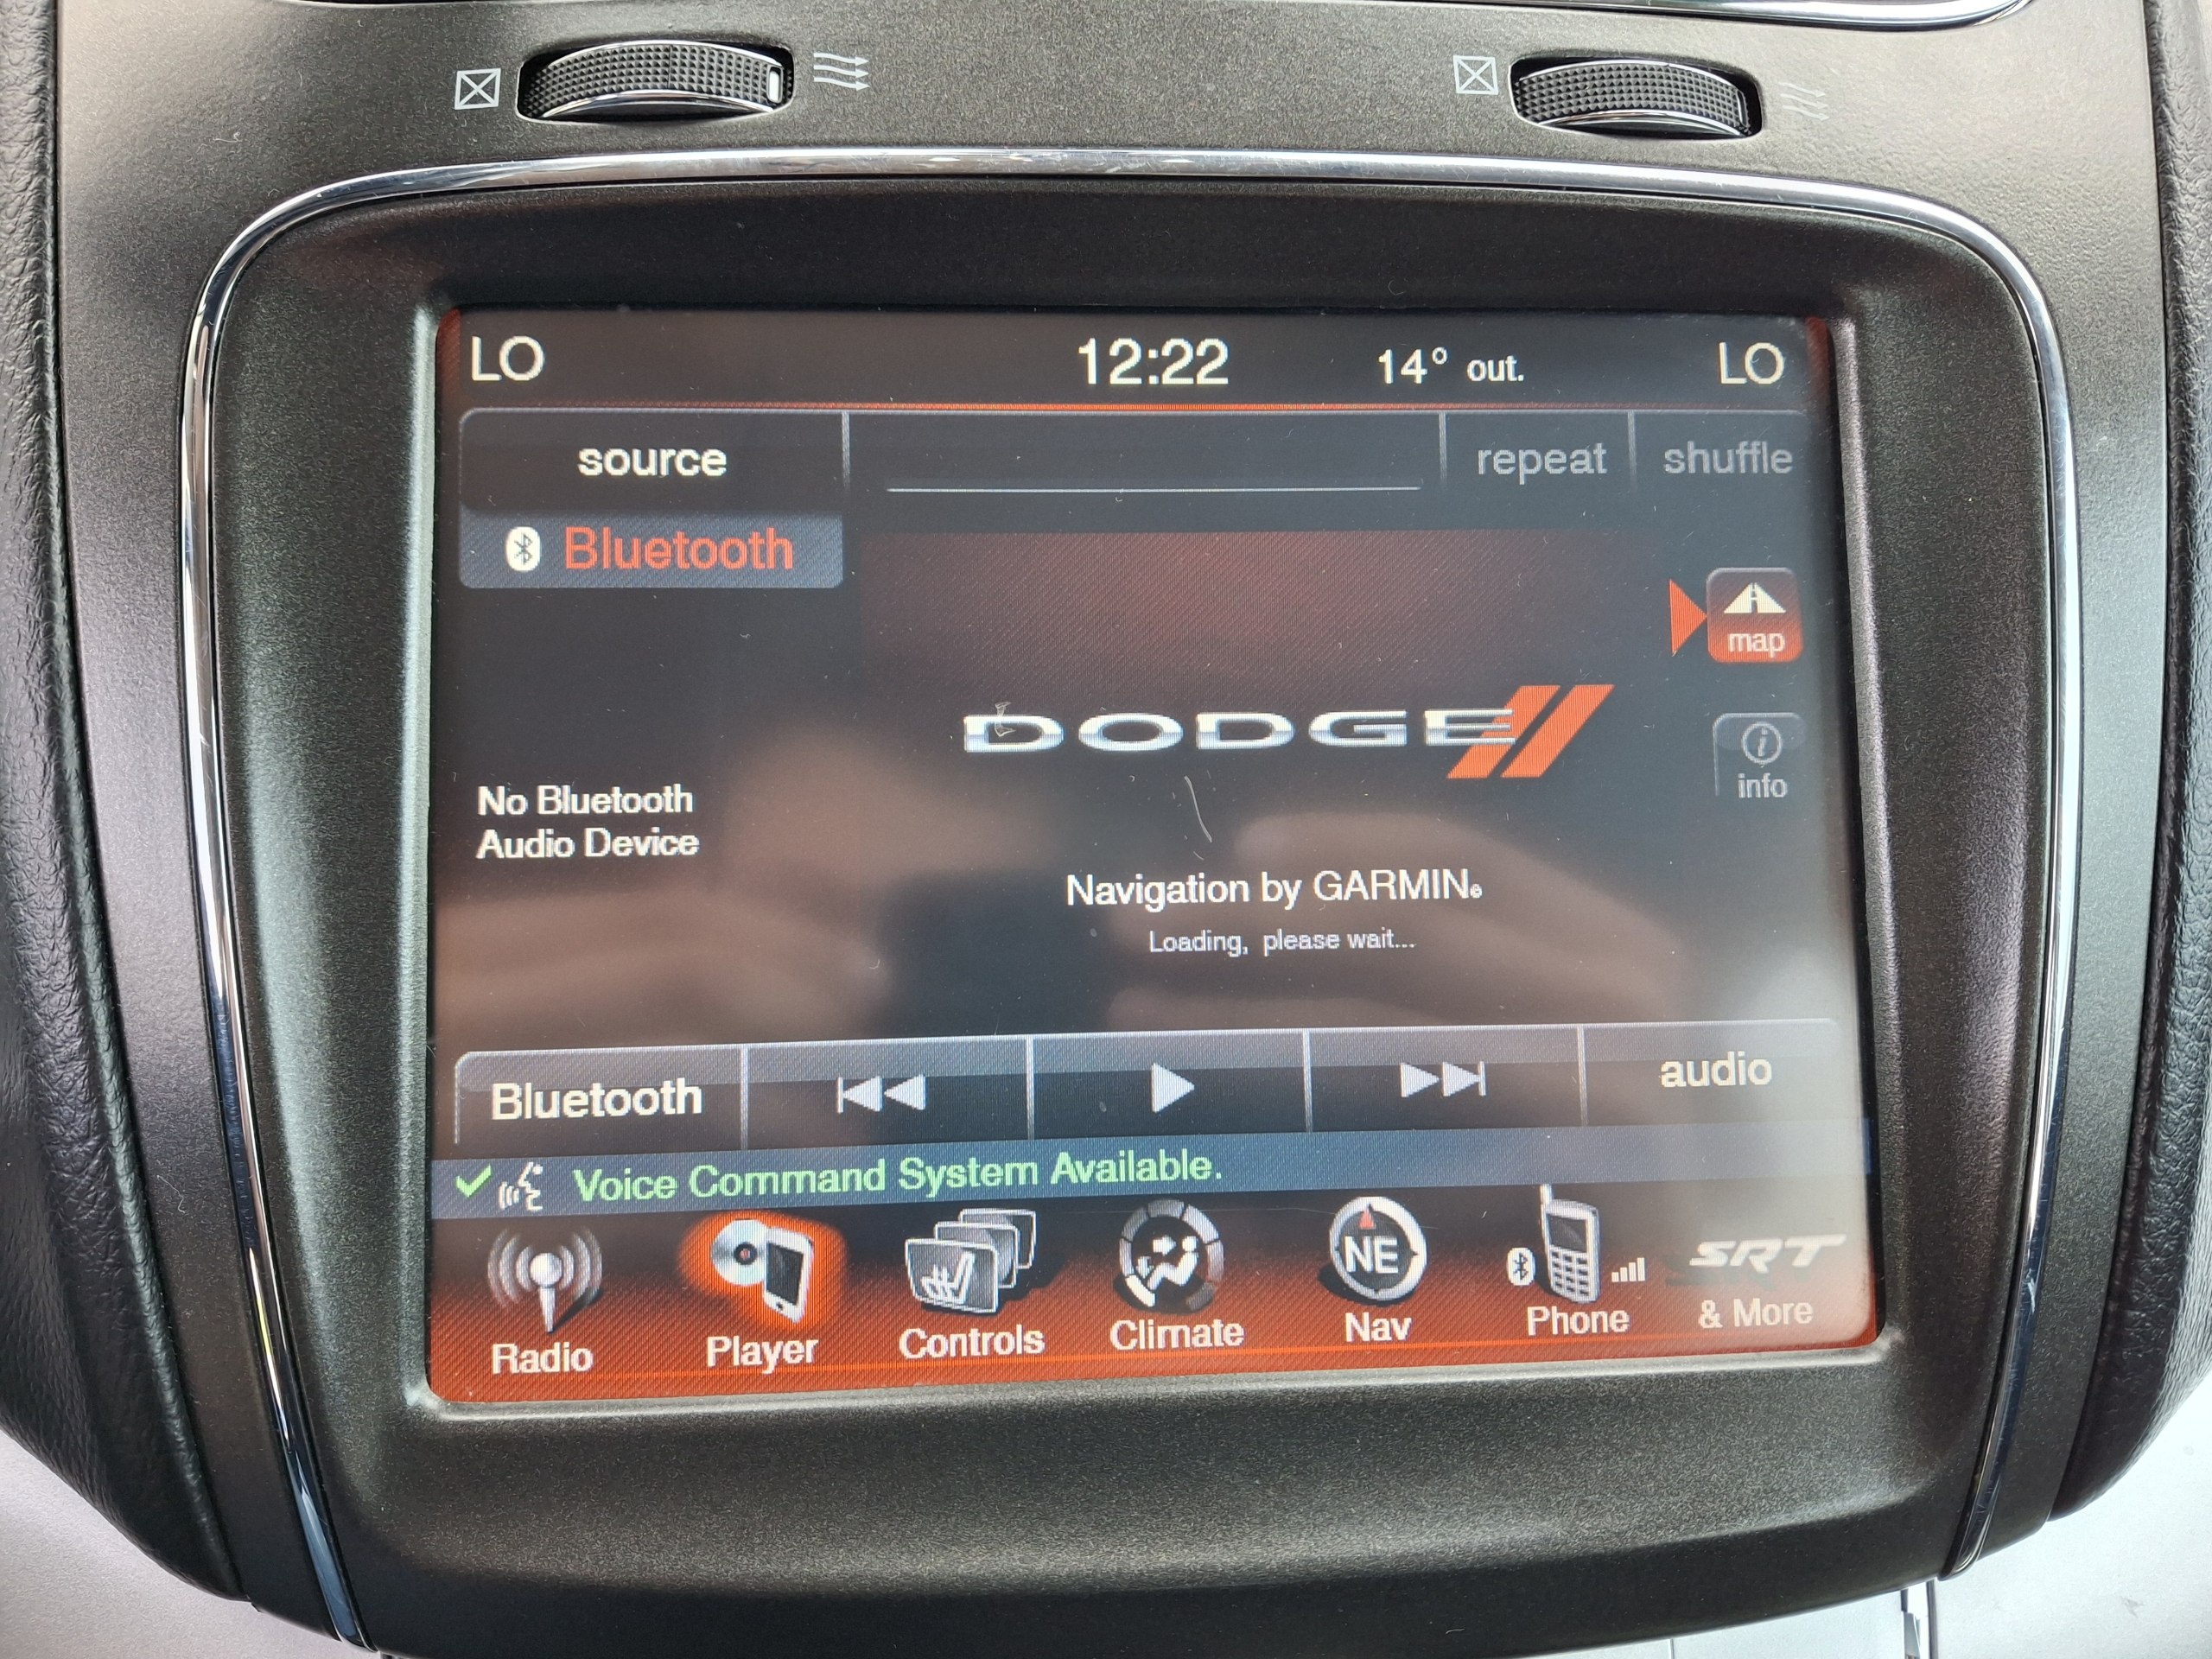 LO 12:22 14° out. LO
source repeat shuffle
Bluetooth
map
DODGE
info
No Bluetooth
Audio Device
Navigation by GARMIN®
Loading, please wait...
Bluetooth audio
Voice Command System Available.
NE
SRT
Radio Player Controls Climate Nav Phone & More